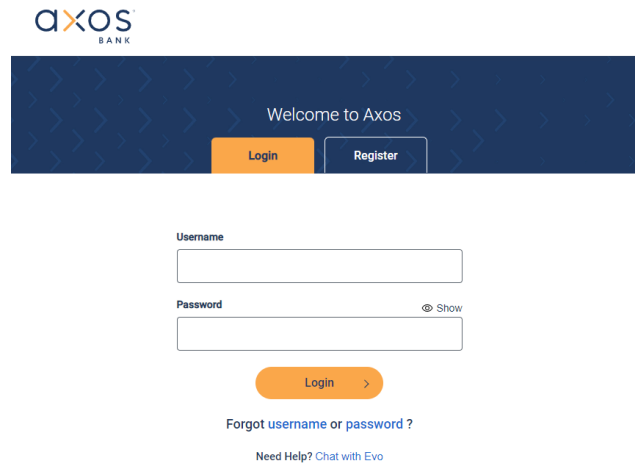 axos
BANK
Welcome to Axos
Login
Register
Username
Password
Show
Login
Forgot username or password ?
Need Help? Chat with Evo